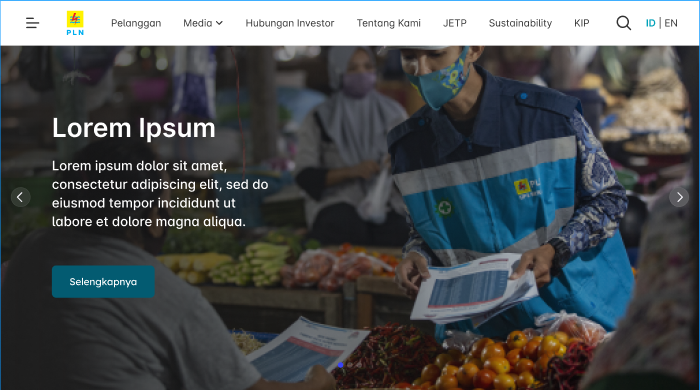 PLN
Pelanggan
Media
Hubungan Investor
Tentang Kami
JETP
Sustainability
KIP
ID | EN
Lorem Ipsum
Lorem ipsum dolor sit amet,
consectetur adipiscing elit, sed do
eiusmod tempor incididunt ut
labore et dolore magna aliqua.
Selengkapnya